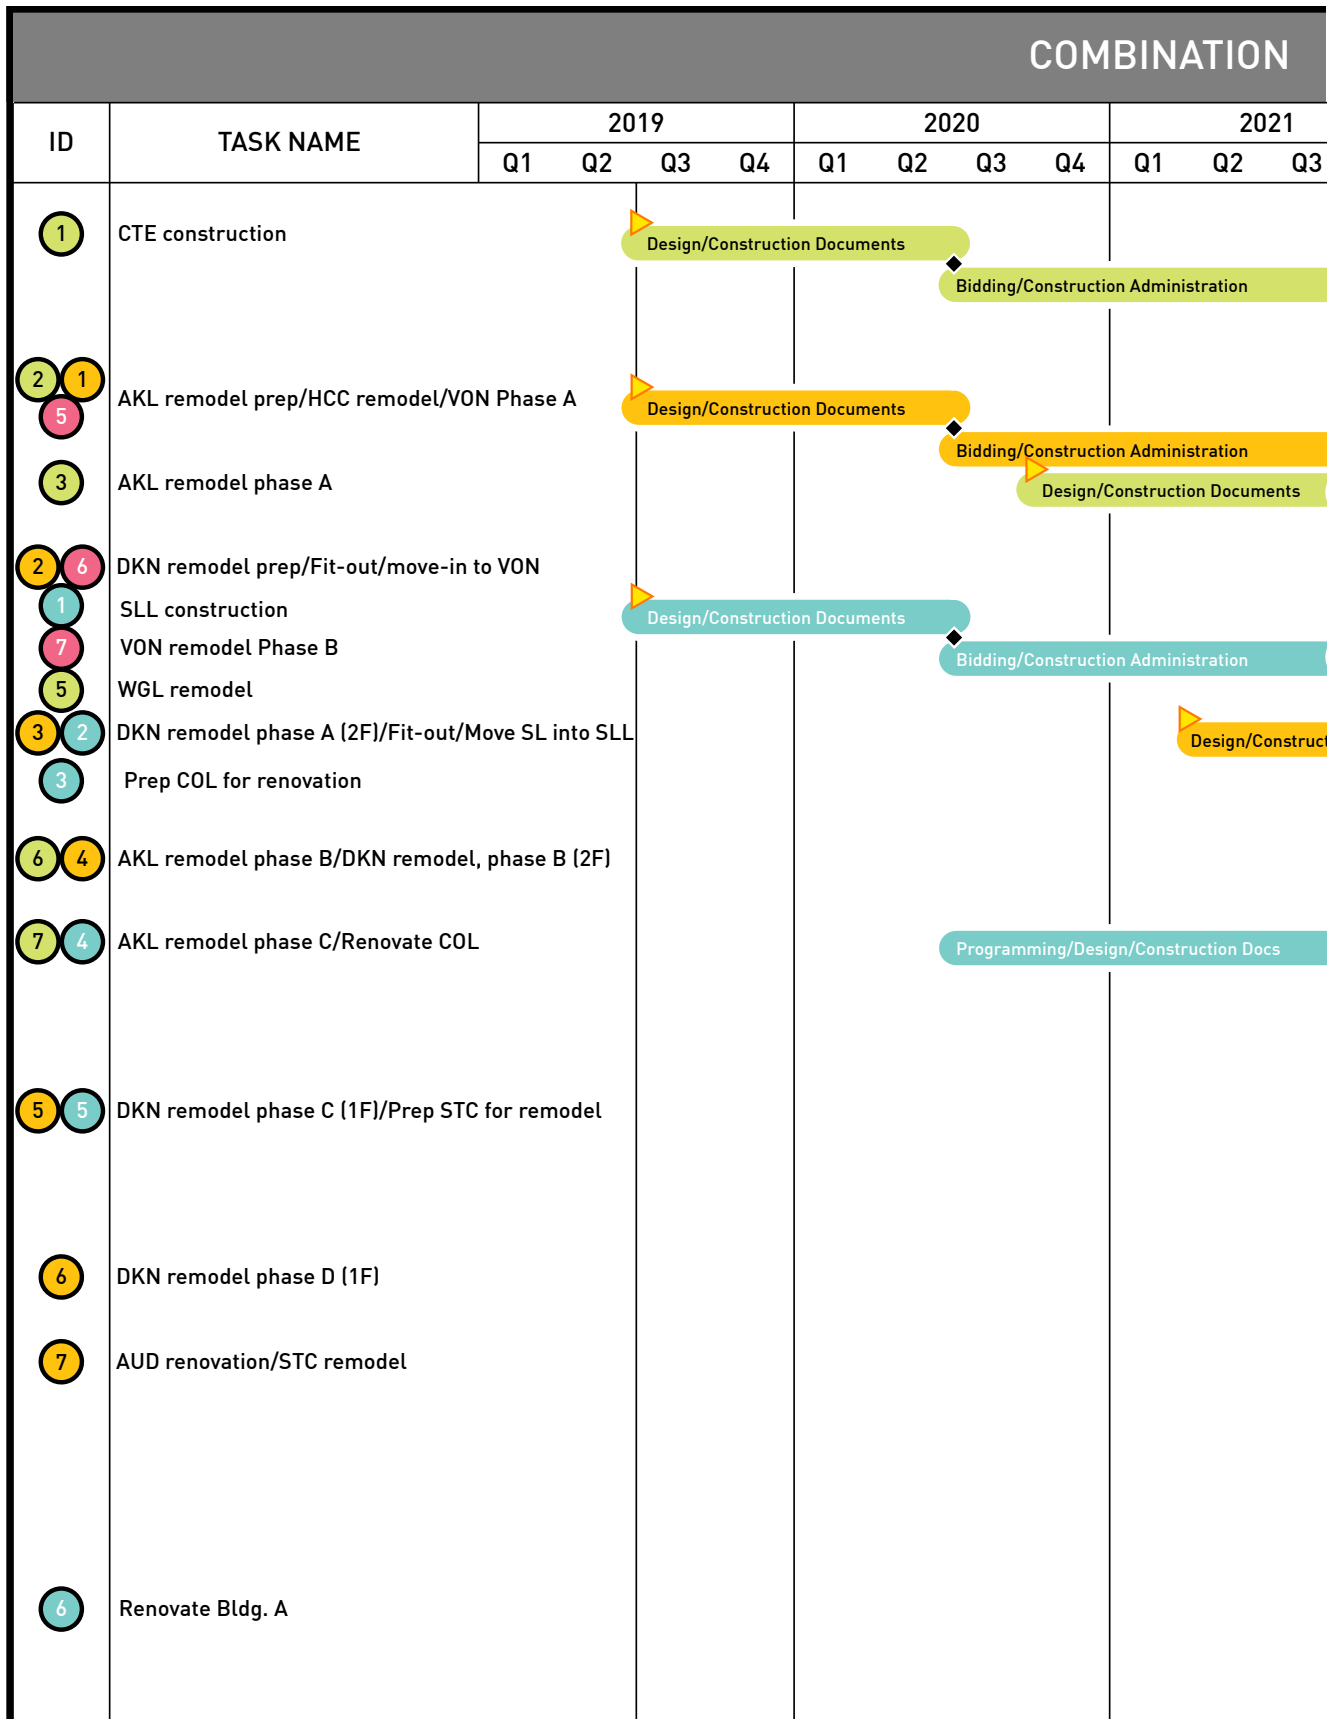 COMBINATION
ID
TASK NAME
2019
2020
2021
Q1 Q2 Q3 Q4 Q1 Q2 Q3 Q4 Q1 Q2 Q3
1
CTE construction
Design/Construction Documents
Bidding/Construction Administration
2 1
5
AKL remodel prep/HCC remodel/VON Phase A
Design/Construction Documents
Bidding/Construction Administration
3
AKL remodel phase A
Design/Construction Documents
2 6
DKN remodel prep/Fit-out/move-in to VON
1
SLL construction
Design/Construction Documents
7
VON remodel Phase B
Bidding/Construction Administration
5
WGL remodel
3 2
DKN remodel phase A (2F)/Fit-out/Move SL into SLL
Design/Construct
3
Prep COL for renovation
6 4
AKL remodel phase B/DKN remodel, phase B (2F)
7 4
AKL remodel phase C/Renovate COL
Programming/Design/Construction Docs
5 5
DKN remodel phase C (1F)/Prep STC for remodel
6
DKN remodel phase D (1F)
7
AUD renovation/STC remodel
6
Renovate Bldg. A